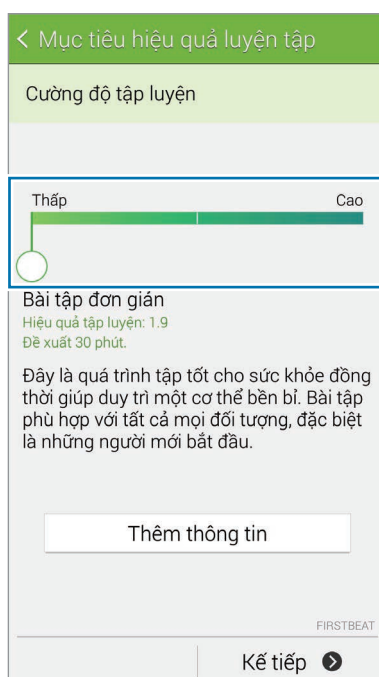 Mục tiêu hiệu quả luyện tập
Cường độ tập luyện
Thấp Cao
Bài tập đơn gián
Hiệu quả tập luyện: 1.9
Đề xuất 30 phút.
Đây là quá trình tập tốt cho sức khỏe đồng
thời giúp duy trì một cơ thể bền bỉ. Bài tập
phù hợp với tất cả mọi đối tượng, đặc biệt
là những người mới bắt đầu.
Thêm thông tin
FIRSTBEAT
Kế tiếp